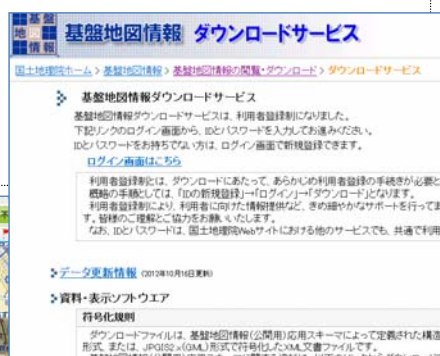 基盤
地図
情報
基盤地図情報 ダウンロードサービス
国土地理院ホーム > 基盤地図情報 > 基盤地図情報の閲覧・ダウンロード > ダウンロードサービス
基盤地図情報ダウンロードサービス
基盤地図情報ダウンロードサービスは、利用者登録制になりました。
下記リンクのログイン画面から、IDとパスワードを入力してお進みください。
IDとパスワードをお持ちでない方は、ログイン画面で新規登録できます。
ログイン画面はこちら
利用者登録制とは、ダウンロードにあたって、あらかじめ利用者登録の手続きが必要と
概略の手順としては、「IDの新規登録」→「ログイン」→「ダウンロード」となります。
利用者登録制により、利用者に向けた情報提供など、きめ細やかなサポートを行ってま
す。皆様のご理解とご協力をお願いいたします。
なお、IDとパスワードは、国土地理院Webサイトにおける他のサービスでも、共通で利用
データ更新情報 (2012年10月16日更新)
資料・表示ソフトウエア
符号化規則
ダウンロードファイルは、基盤地図情報(公開用)応用スキーマによって定義された構造
形式、または、JPGIS2.x(GML)形式で符号化したXML文書ファイルです。